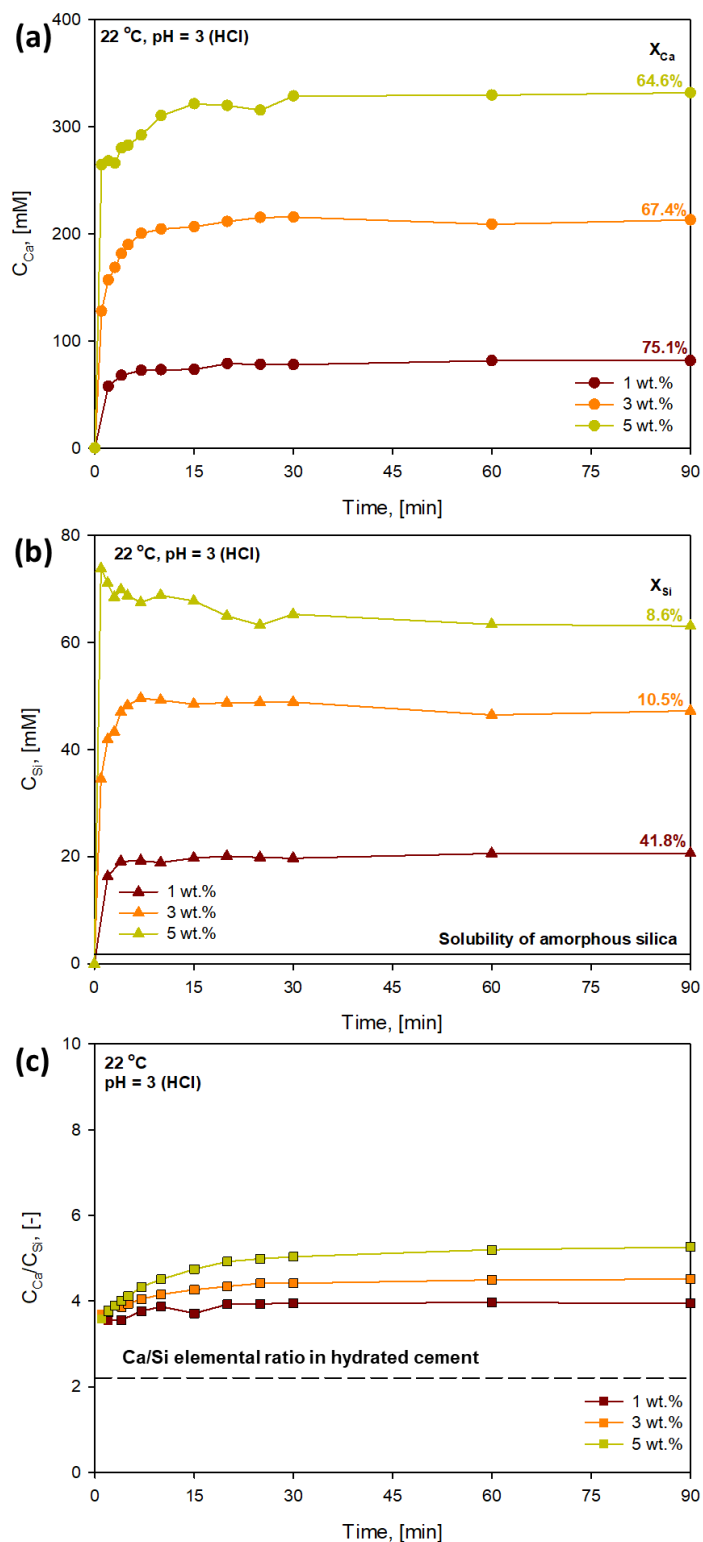 (a)
22 °C, pH = 3 (HCl)
X_Ca
64.6%
67.4%
75.1%
400
300
200
100
0
C_Ca, [mM]
1 wt.%
3 wt.%
5 wt.%
0 15 30 45 60 75 90
Time, [min]
(b)
22 °C, pH = 3 (HCl)
X_Si
8.6%
10.5%
41.8%
80
60
40
20
0
C_Si, [mM]
1 wt.%
3 wt.%
5 wt.%
Solubility of amorphous silica
0 15 30 45 60 75 90
Time, [min]
(c)
22 °C
pH = 3 (HCl)
10
8
6
4
2
0
C_Ca/C_Si, [-]
Ca/Si elemental ratio in hydrated cement
1 wt.%
3 wt.%
5 wt.%
0 15 30 45 60 75 90
Time, [min]